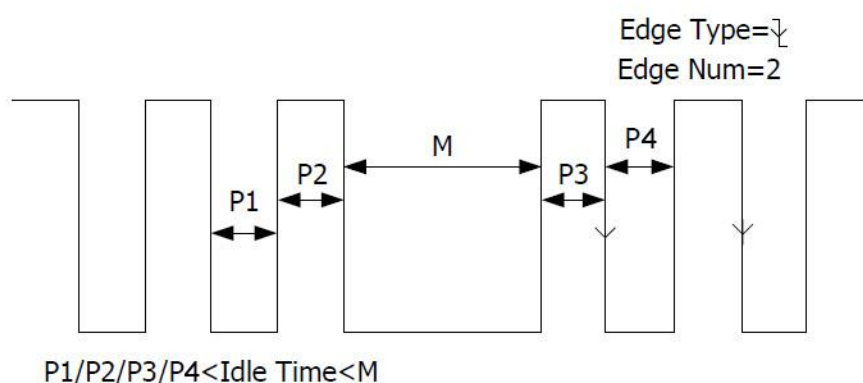 Edge Type=
Edge Num=2
M
P4
P2
P3
P1
P1/P2/P3/P4<Idle Time<M